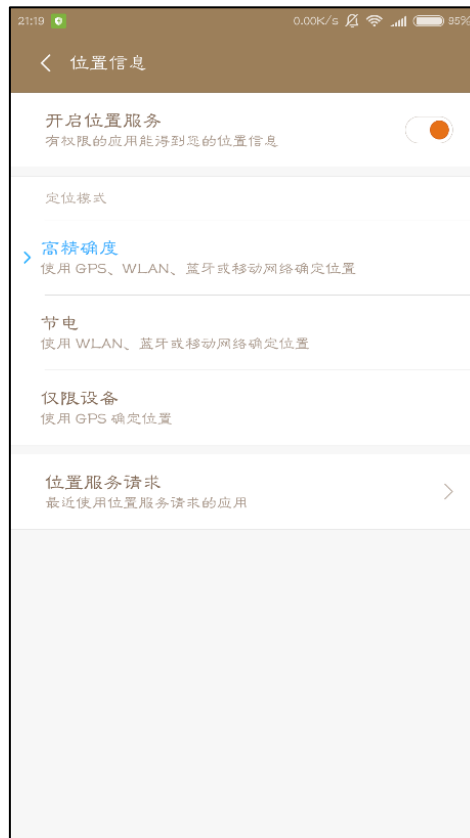 21:19 0.00K/s 95%
位置信息
开启位置服务
有权限的应用能得到您的位置信息
定位模式
高精确度
使用 GPS、WLAN、蓝牙或移动网络确定位置
节电
使用 WLAN、蓝牙或移动网络确定位置
仅限设备
使用 GPS 确定位置
位置服务请求
最近使用位置服务请求的应用